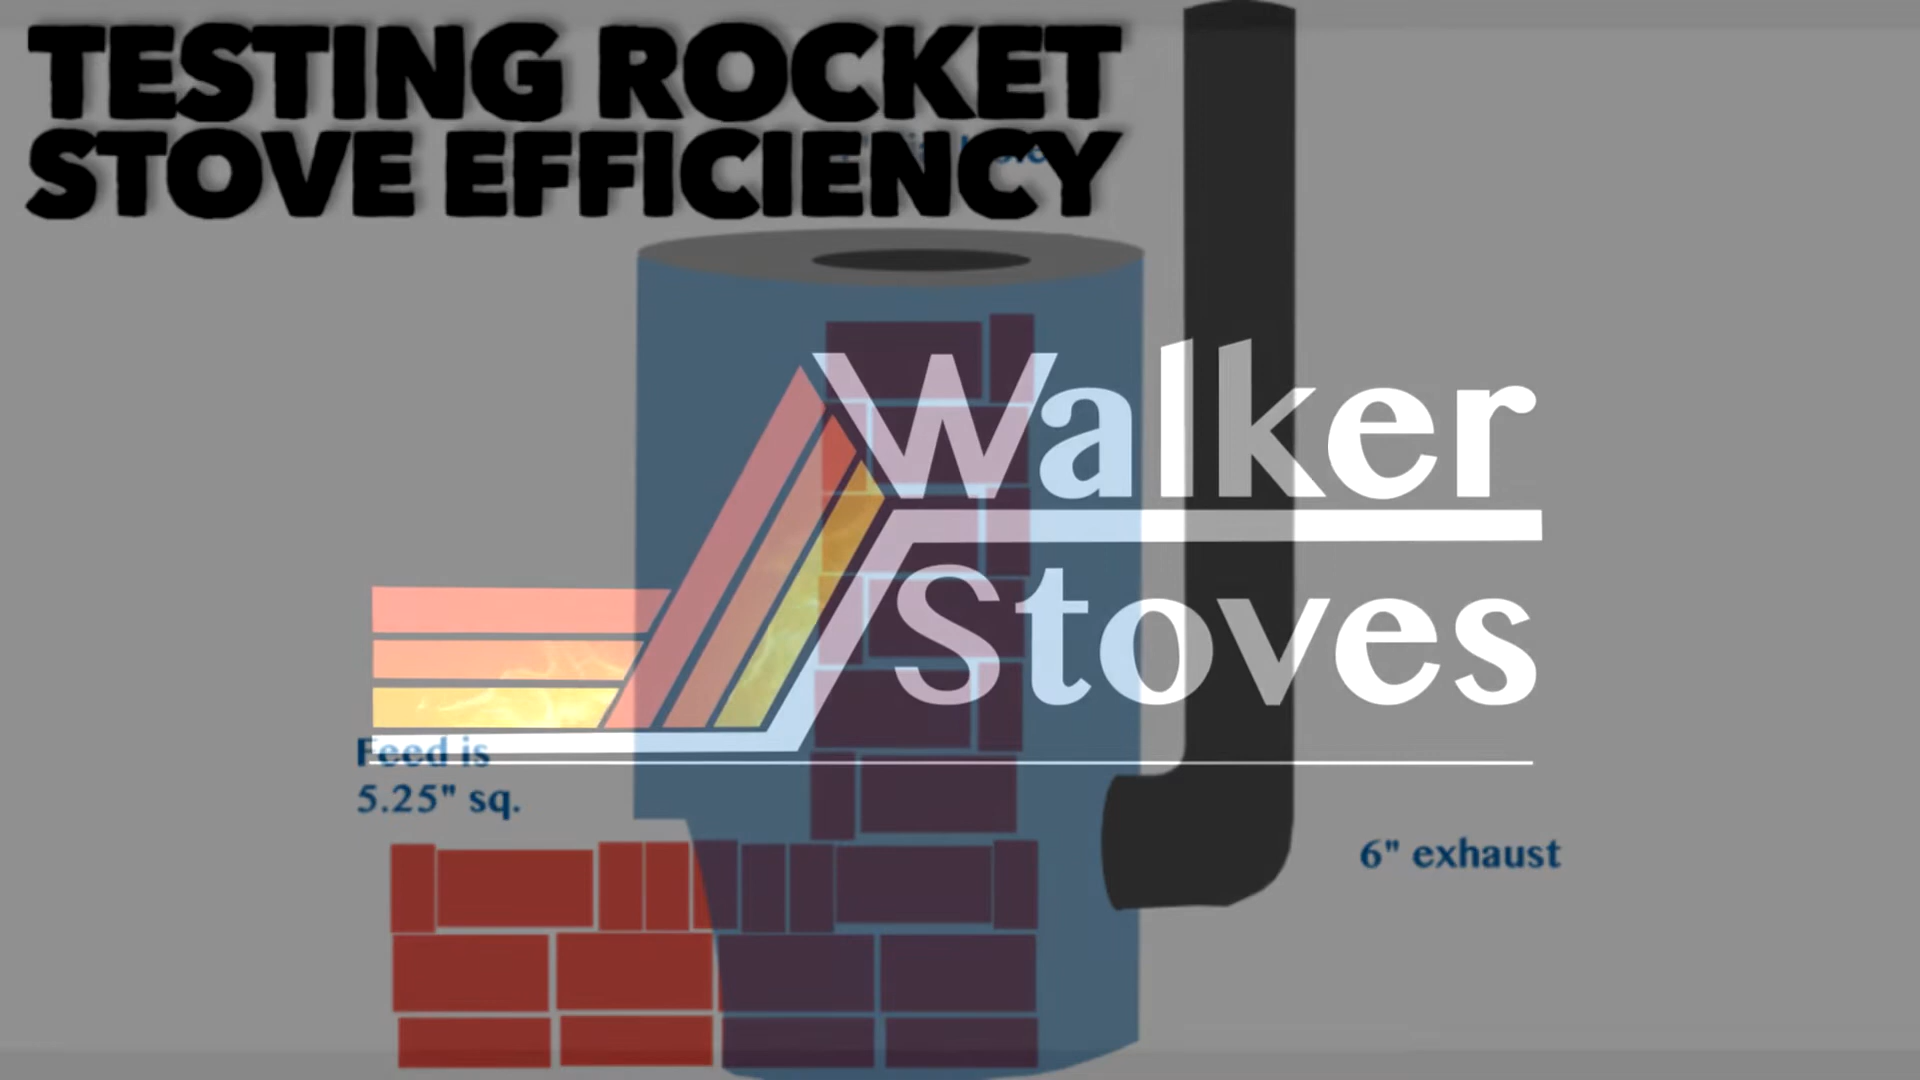 TESTING ROCKET
STOVE EFFICIENCY
Walker
Stoves
Feed is
5.25" sq.
6" exhaust